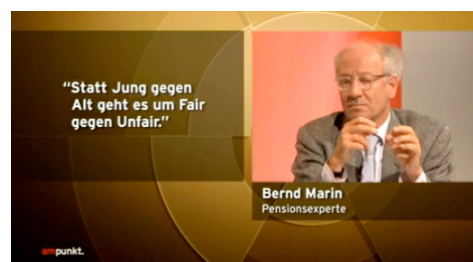 “Statt Jung gegen
Alt geht es um Fair
gegen Unfair.”
Bernd Marin
Pensionsexperte
ampunkt.